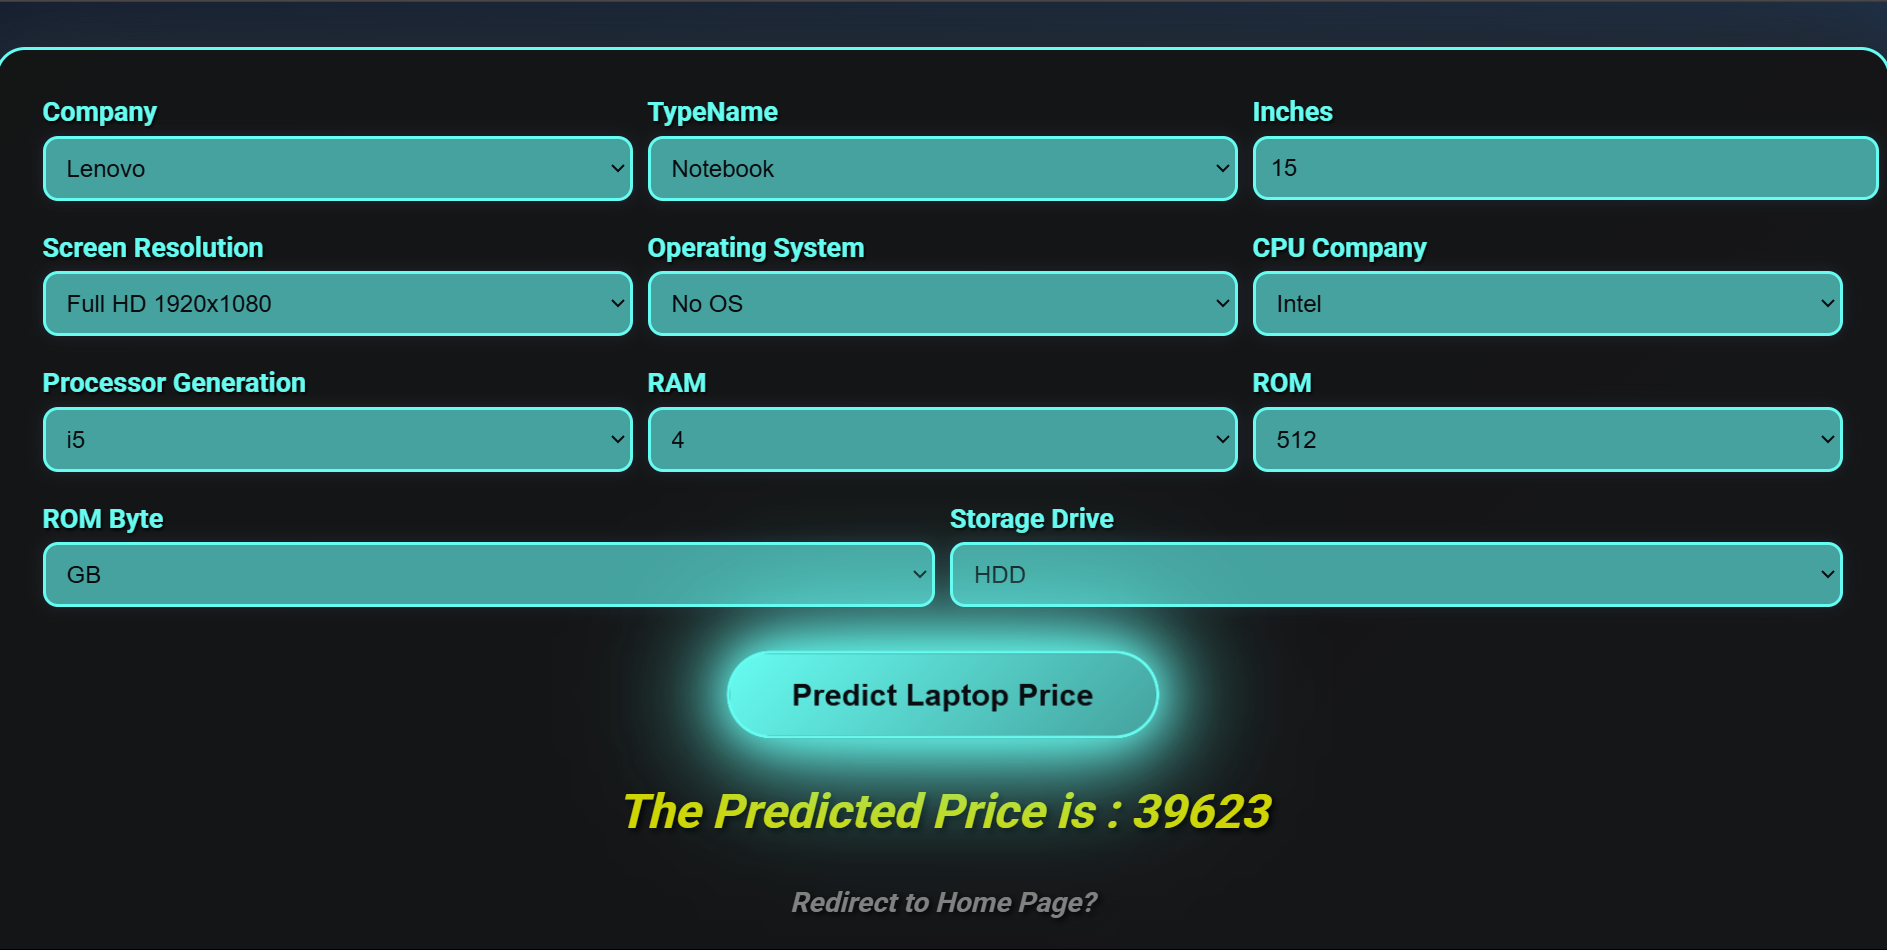 Company
TypeName
Inches
Lenovo
Notebook
15
Screen Resolution
Operating System
CPU Company
Full HD 1920x1080
No OS
Intel
Processor Generation
RAM
ROM
i5
4
512
ROM Byte
Storage Drive
GB
HDD
Predict Laptop Price
The Predicted Price is : 39623
Redirect to Home Page?